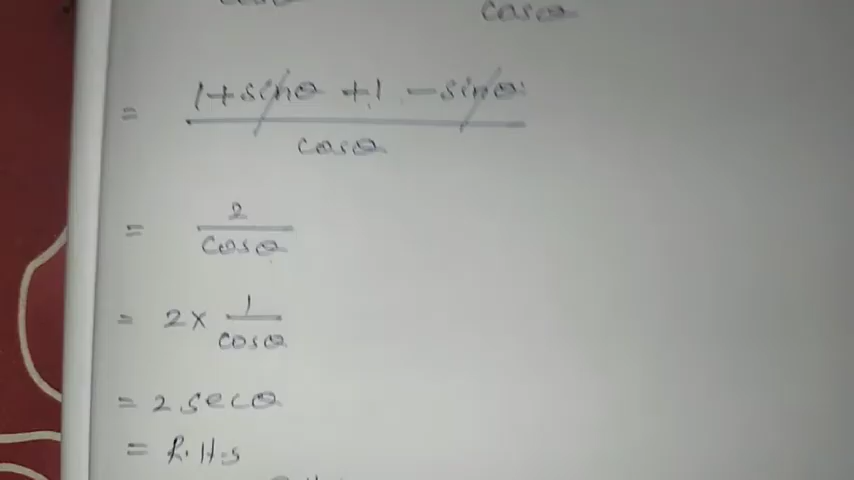 cosθ
= 1+sinθ +1 -sinθ
cosθ
= 2
cosθ
= 2 × 1
cosθ
= 2 secθ
= R.H.S